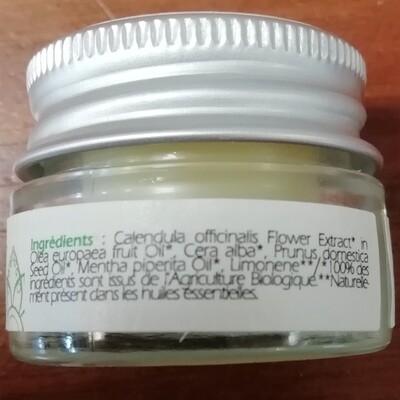 Ingrédients : Calendula officinalis Flower Extract*, in
Olea europaea fruit Oil*, Cera alba*, Prunus domestica
Seed Oil*, Mentha piperita Oil*, Limonene**/*100% des
ingrédients sont issus de l'Agriculture Biologique **Naturelle-
ment présent dans les huiles essentielles.